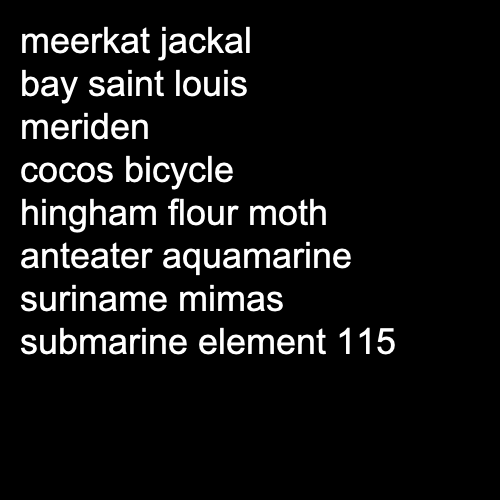 meerkat jackal
bay saint louis
meriden
cocos bicycle
hingham flour moth
anteater aquamarine
suriname mimas
submarine element 115